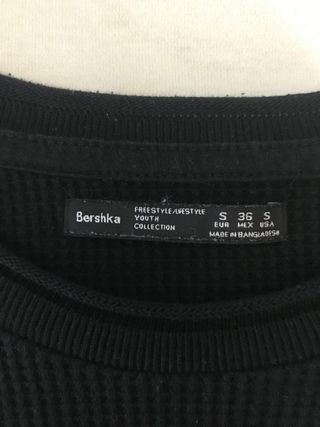 Bershka
FREESTYLE/LIFESTYLE
YOUTH
COLLECTION
S 36 S
EUR MEX USA
MADE IN BANGLADESH